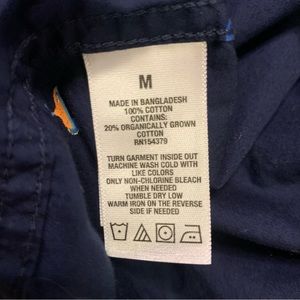 M
MADE IN BANGLADESH
100% COTTON
CONTAINS:
20% ORGANICALLY GROWN
COTTON
RN154379
TURN GARMENT INSIDE OUT
MACHINE WASH COLD WITH
LIKE COLORS
ONLY NON-CHLORINE BLEACH
WHEN NEEDED
TUMBLE DRY LOW
WARM IRON ON THE REVERSE
SIDE IF NEEDED